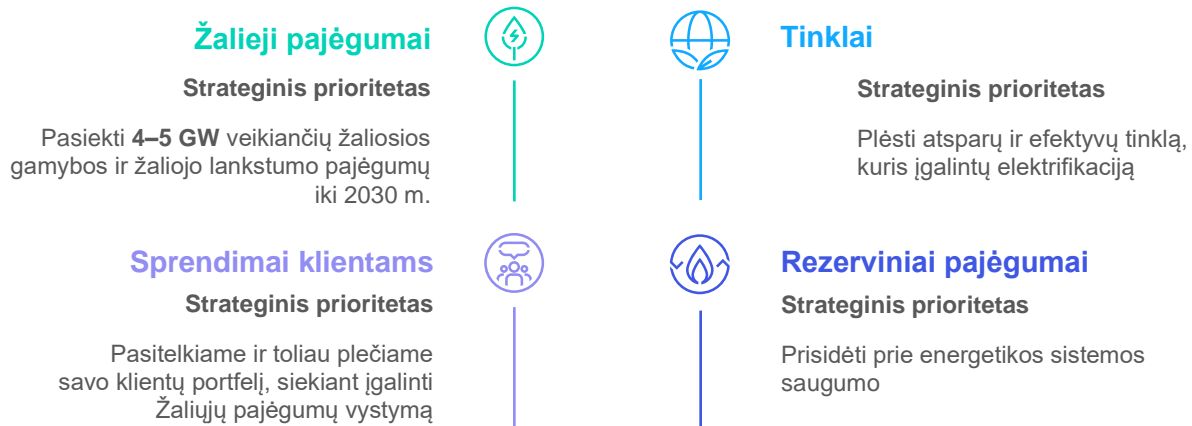 Žalieji pajėgumai
Strateginis prioritetas
Pasiekti 4–5 GW veikiančių žaliosios
gamybos ir žaliojo lankstumo pajėgumų
iki 2030 m.
Tinklai
Strateginis prioritetas
Plėsti atsparų ir efektyvų tinklą,
kuris įgalintų elektrifikaciją
Sprendimai klientams
Strateginis prioritetas
Pasitelkiame ir toliau plečiame
savo klientų portfelį, siekiant įgalinti
Žaliųjų pajėgumų vystymą
Rezerviniai pajėgumai
Strateginis prioritetas
Prisidėti prie energetikos sistemos
saugumo